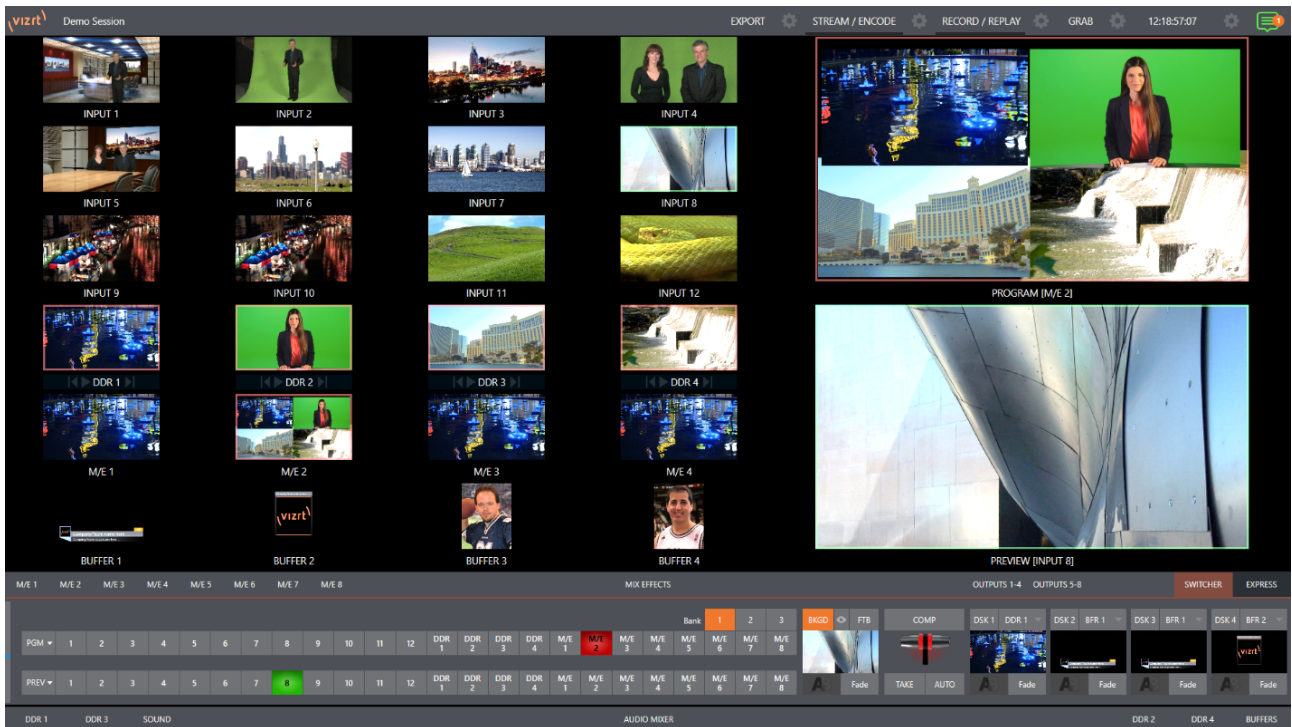 vizrt Demo Session EXPORT STREAM / ENCODE RECORD / REPLAY GRAB 12:18:57:07 1
INPUT 1 INPUT 2 INPUT 3 INPUT 4
INPUT 5 INPUT 6 INPUT 7 INPUT 8
INPUT 9 INPUT 10 INPUT 11 INPUT 12
PROGRAM [M/E 2]
DDR 1 DDR 2 DDR 3 DDR 4
M/E 1 M/E 2 M/E 3 M/E 4
vizrt
BUFFER 1 BUFFER 2 BUFFER 3 BUFFER 4
PREVIEW [INPUT 8]
M/E 1 M/E 2 M/E 3 M/E 4 M/E 5 M/E 6 M/E 7 M/E 8 MIX EFFECTS OUTPUTS 1-4 OUTPUTS 5-8 SWITCHER EXPRESS
Bank 1 2 3 BKGD FTB COMP DSK 1 DDR 1 DSK 2 BFR 1 DSK 3 BFR 1 DSK 4 BFR 2
PGM 1 2 3 4 5 6 7 8 9 10 11 12 DDR 1 DDR 2 DDR 3 DDR 4 M/E 1 M/E 2 M/E 3 M/E 4 M/E 5 M/E 6 M/E 7 M/E 8
vizrt
PREV 1 2 3 4 5 6 7 8 9 10 11 12 DDR 1 DDR 2 DDR 3 DDR 4 M/E 1 M/E 2 M/E 3 M/E 4 M/E 5 M/E 6 M/E 7 M/E 8 A Fade TAKE AUTO A Fade A Fade A Fade A Fade
DDR 1 DDR 3 SOUND AUDIO MIXER DDR 2 DDR 4 BUFFERS